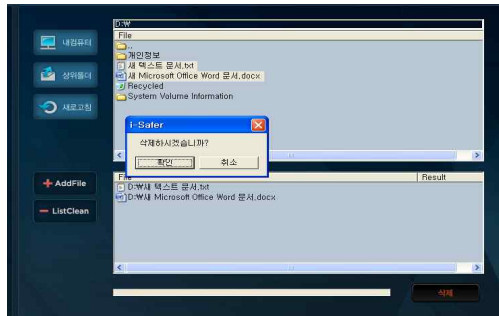 D:₩
내컴퓨터
File
..
개인정보
상위폴더
새 텍스트 문서.txt
새 Microsoft Office Word 문서.docx
Recycled
System Volume Information
새로고침
i-Safer
삭제하시겠습니까?
확인
취소
AddFile
File
Result
D:₩새 텍스트 문서.txt
D:₩새 Microsoft Office Word 문서.docx
ListClean
삭제